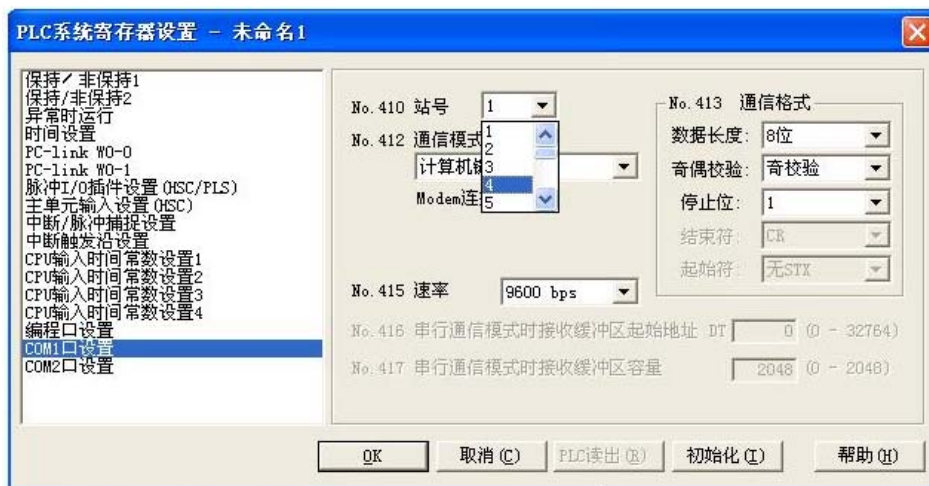 PLC系统寄存器设置 - 未命名1
保持/ 非保持1
保持/非保持2
异常时运行
时间设置
PC-link W0-0
PC-link W0-1
脉冲I/O插件设置(HSC/PLS)
主单元输入设置(HSC)
中断/脉冲捕捉设置
中断触发沿设置
CPU输入时间常数设置1
CPU输入时间常数设置2
CPU输入时间常数设置3
CPU输入时间常数设置4
编程口设置
COM1口设置
COM2口设置
No.410 站号 1
1
2
3
4
5
No.412 通信模式
计算机链
Modem连
No.415 速率 9600 bps
No.413 通信格式
数据长度: 8位
奇偶校验: 奇校验
停止位: 1
结束符: CR
起始符: 无STX
No.416 串行通信模式时接收缓冲区起始地址 DT 0 (0 - 32764)
No.417 串行通信模式时接收缓冲区容量 2048 (0 - 2048)
OK 取消(C) PLC读出(R) 初始化(I) 帮助(H)